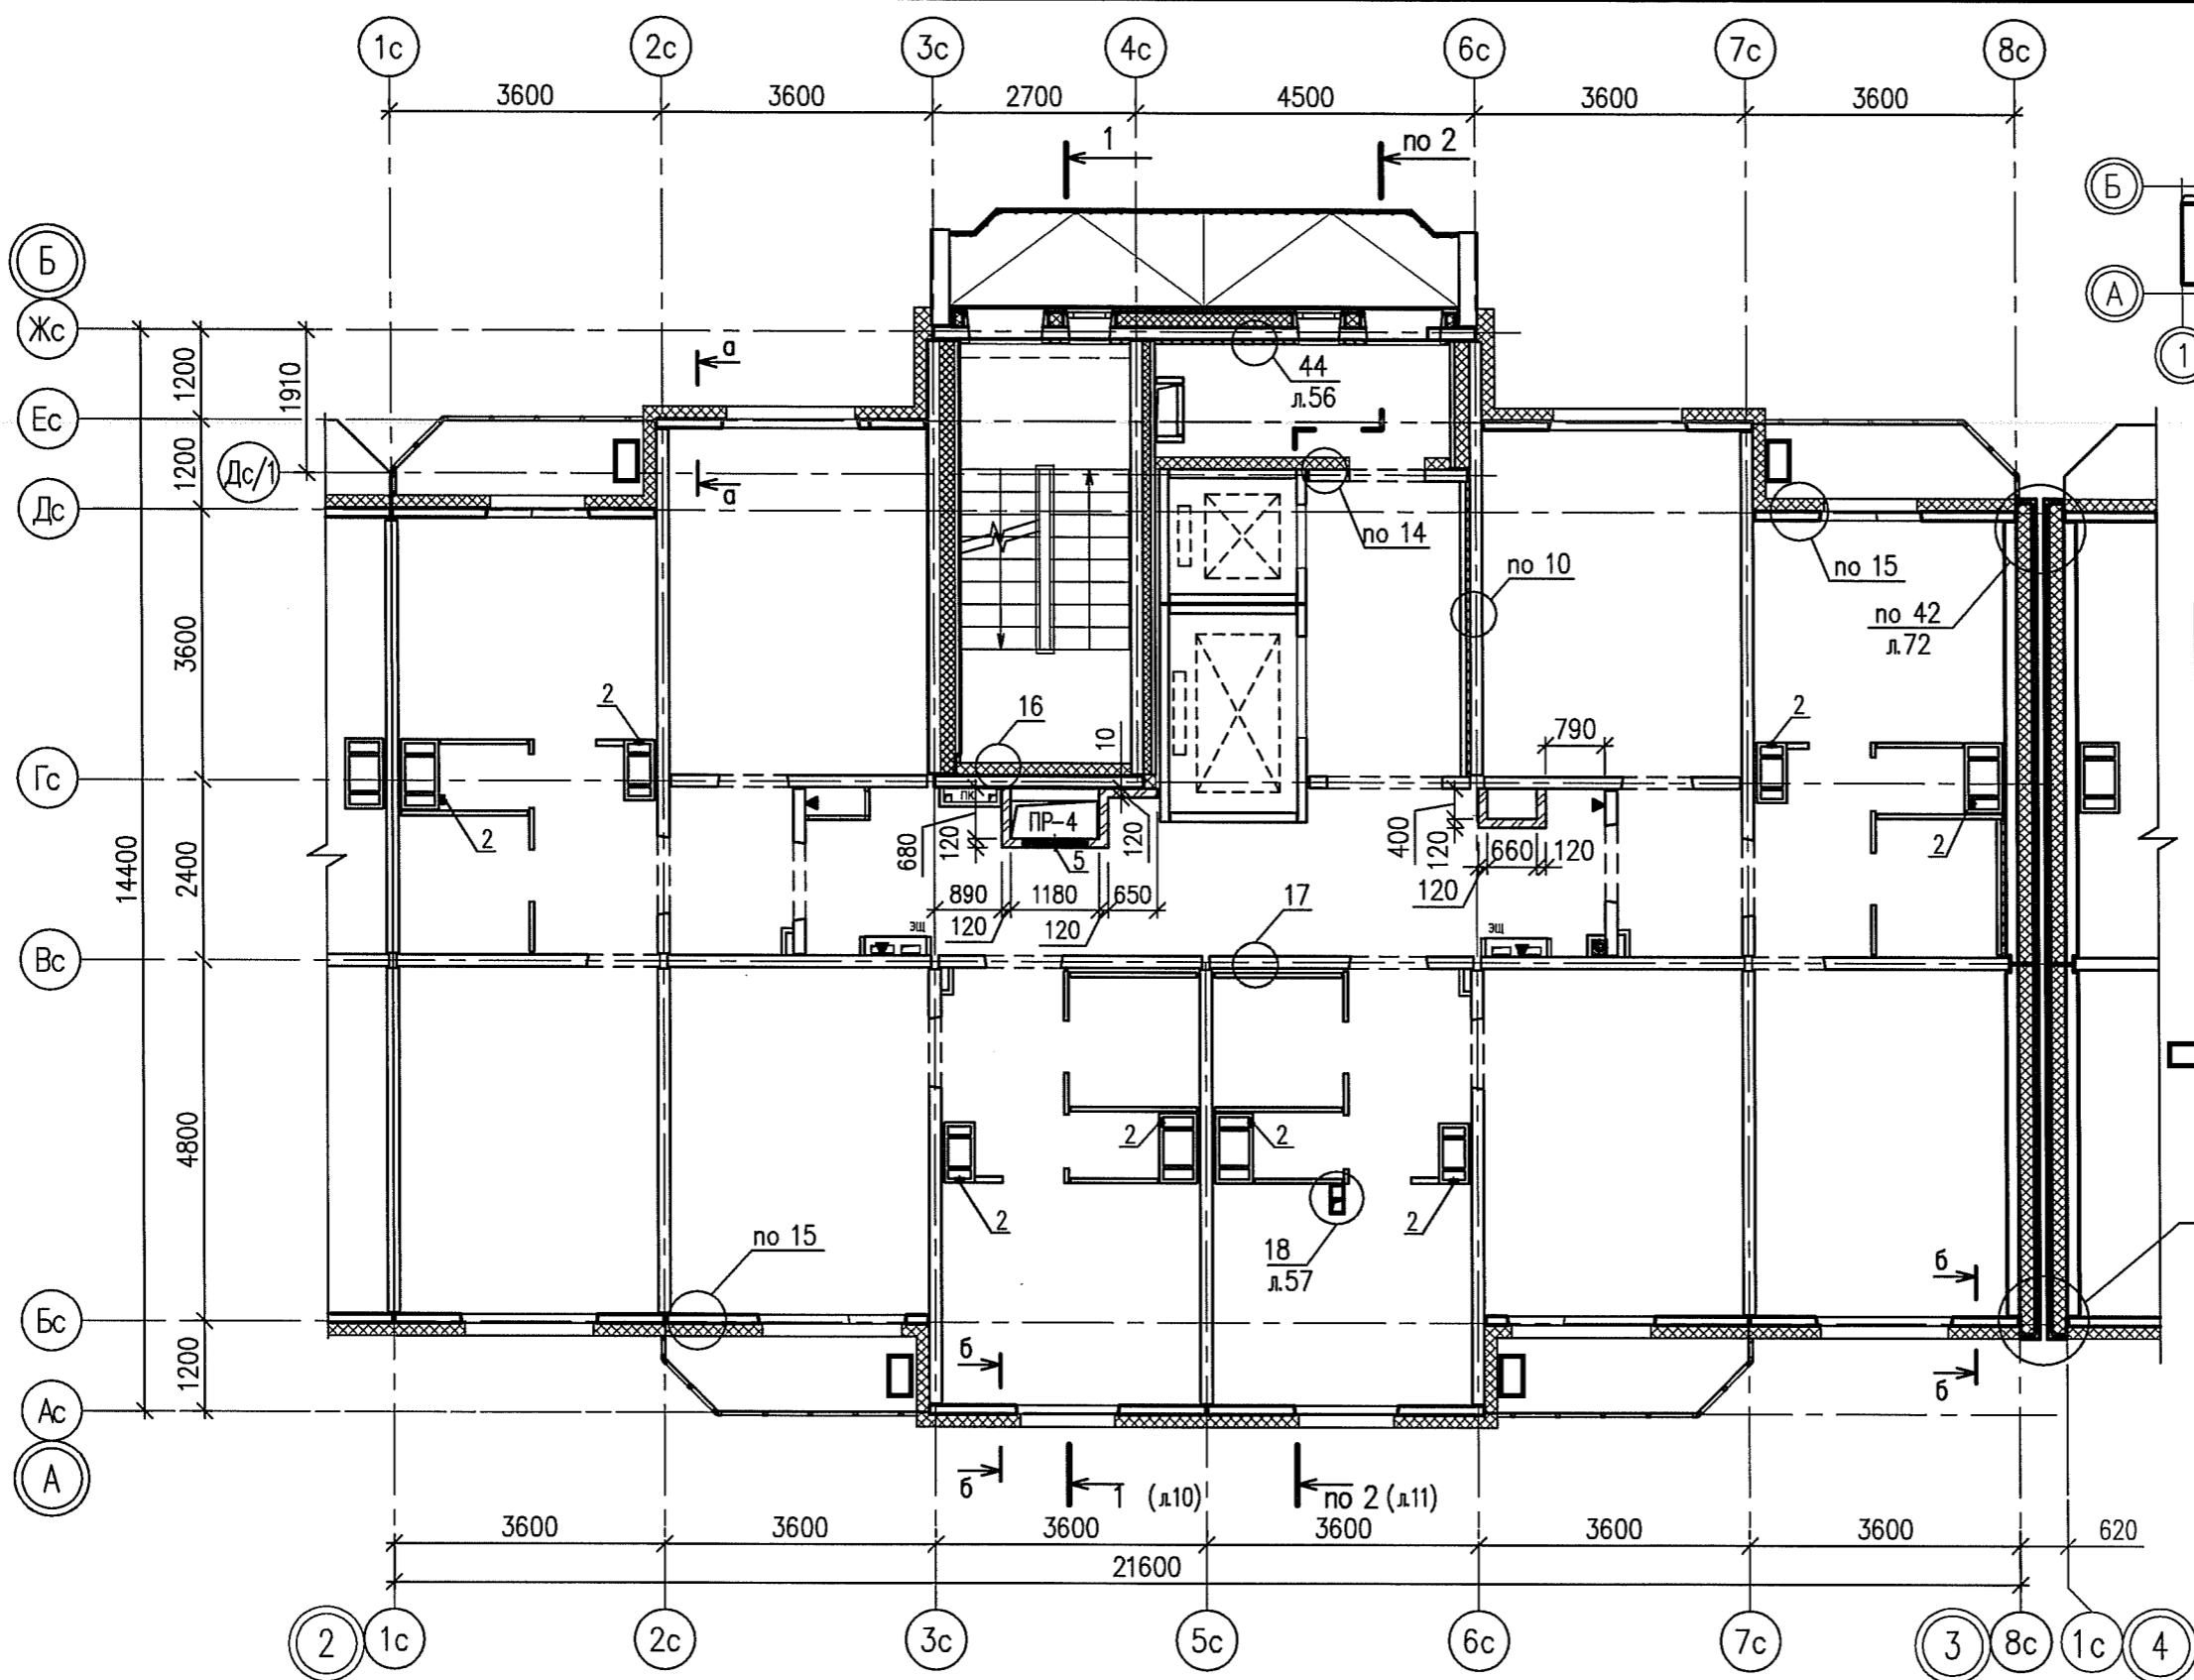 1с 2с 3с 4с 6с 7с 8с
3600 3600 2700 4500 3600 3600
1 по 2
Б
Б
А
1
Жс
1200 1910
а
44
л.56
Ес
1200
Дс/1
а
Дс
по 14
по 10
по 15
по 42
л.72
3600
2
16
10
790
2
Гс
пк
ПР-4
680 120 5 120
400 120 660 120
120
2
2
14400
2400
890 1180 650
120 120
17
эщ
эщ
Вс
4800
2 2
2 2
18
л.57
по 15
б
Бс
1200
б
б
Ас
А
б
1 (л.10) по 2 (л.11)
3600 3600 3600 3600 3600 3600 620
21600
2 1с 2с 3с 5с 6с 7с 3 8с 1с 4